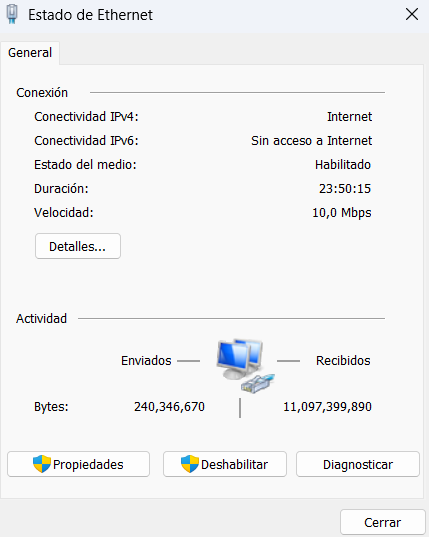 Estado de Ethernet
General
Conexión
Conectividad IPv4: Internet
Conectividad IPv6: Sin acceso a Internet
Estado del medio: Habilitado
Duración: 23:50:15
Velocidad: 10,0 Mbps
Detalles...
Actividad
Enviados Recibidos
Bytes: 240,346,670 11,097,399,890
Propiedades Deshabilitar Diagnosticar
Cerrar